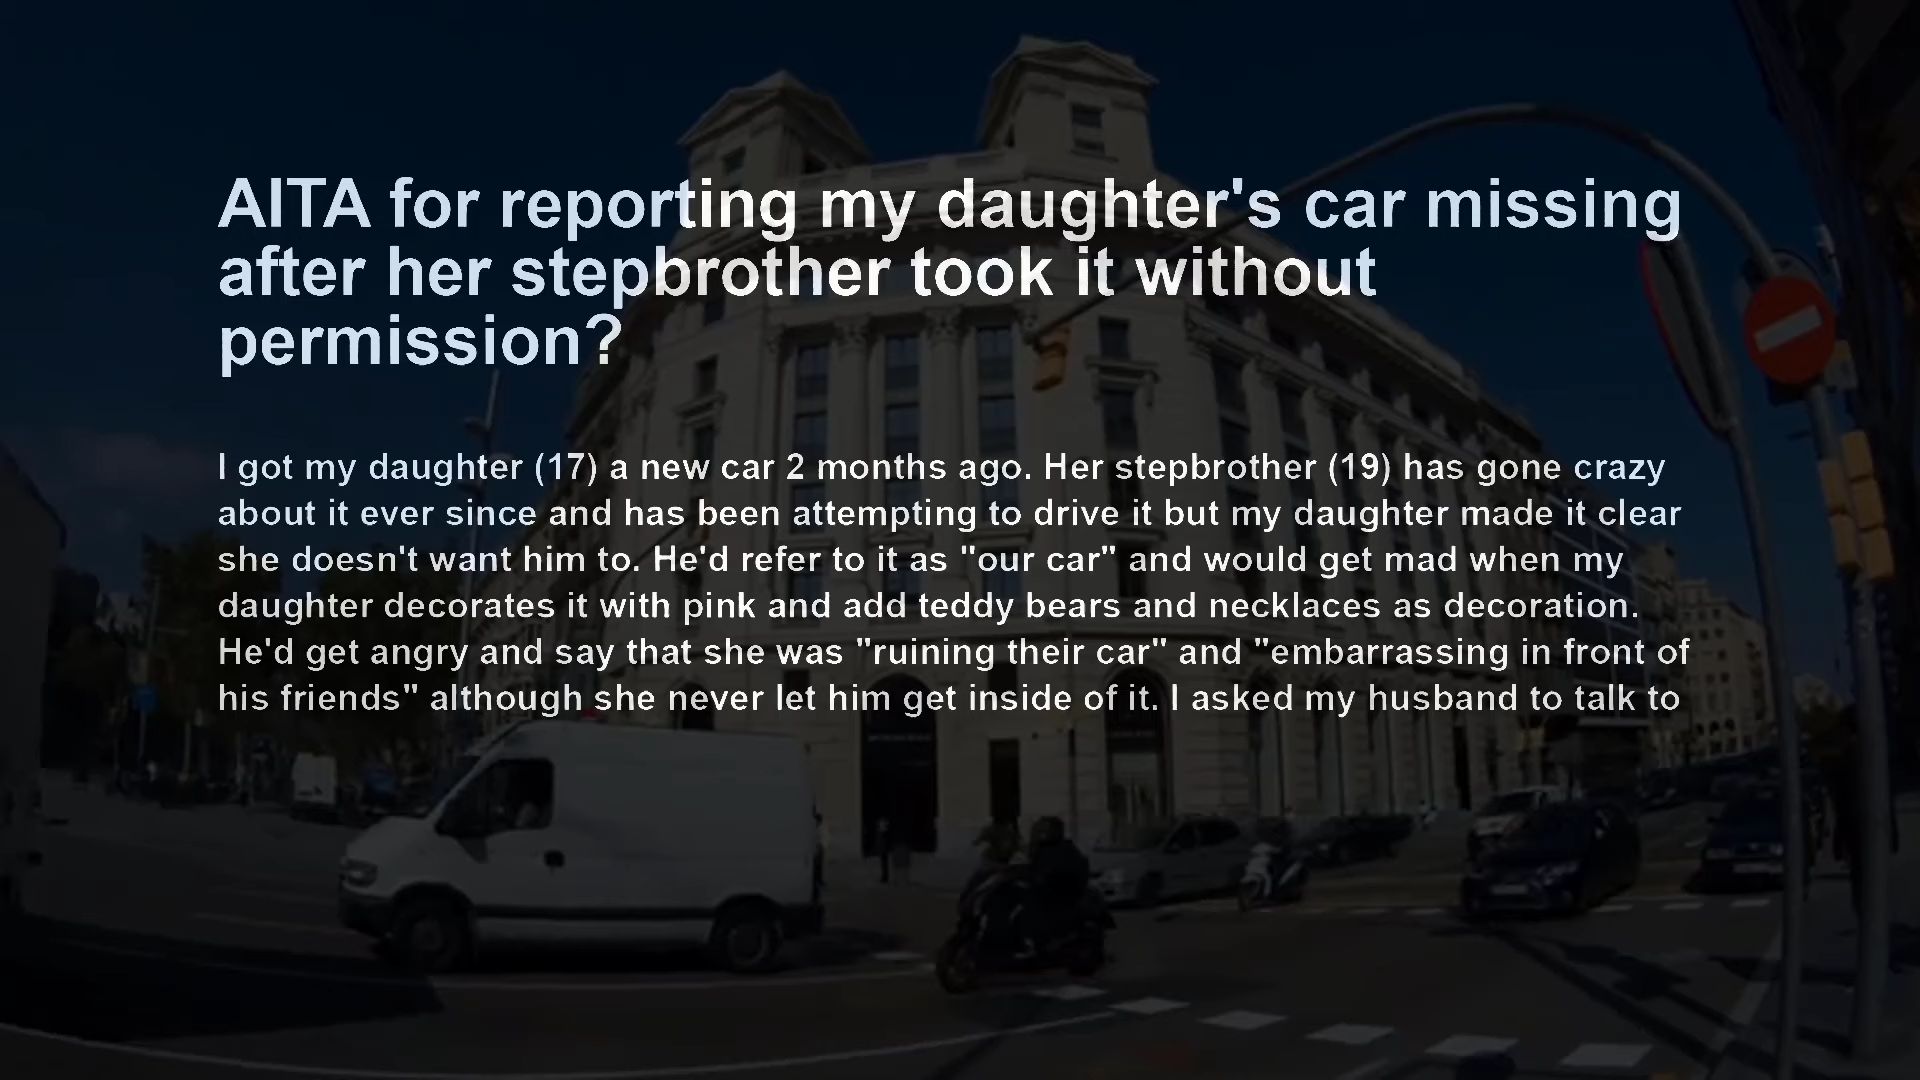 AITA for reporting my daughter's car missing
after her stepbrother took it without
permission?
I got my daughter (17) a new car 2 months ago. Her stepbrother (19) has gone crazy
about it ever since and has been attempting to drive it but my daughter made it clear
she doesn't want him to. He'd refer to it as "our car" and would get mad when my
daughter decorates it with pink and add teddy bears and necklaces as decoration.
He'd get angry and say that she was "ruining their car" and "embarrassing in front of
his friends" although she never let him get inside of it. I asked my husband to talk to